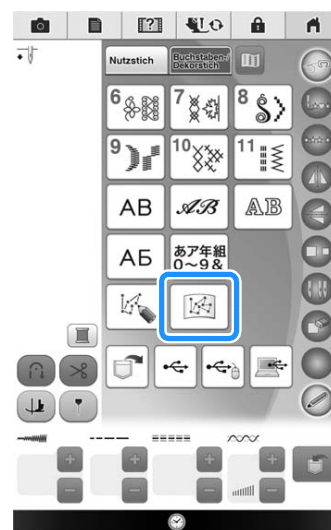 Nutzstich
Buchstaben-/
Dekorstich
6
7
8
9
10
11
AB
AB
AB
АБ
あア年組
0~9&